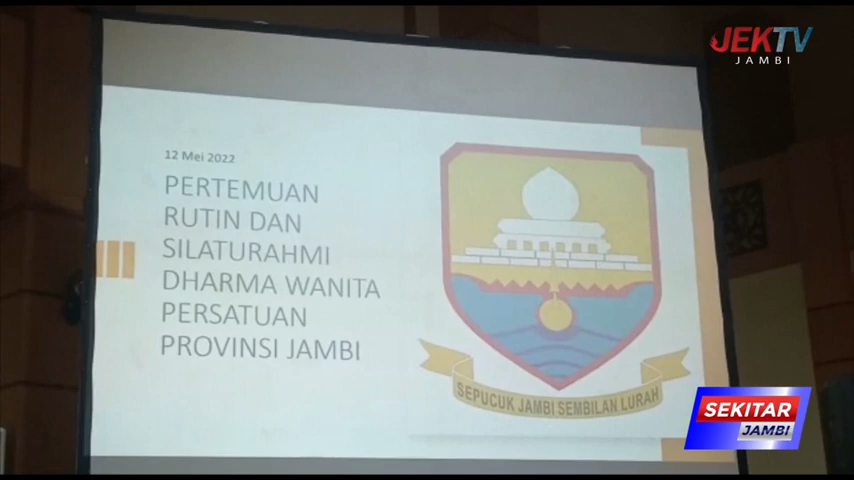 JEKTV
JAMBI
12 Mei 2022
PERTEMUAN
RUTIN DAN
SILATURAHMI
DHARMA WANITA
PERSATUAN
PROVINSI JAMBI
SEPUCUK JAMBI SEMBILAN LURAH
SEKITAR
JAMBI